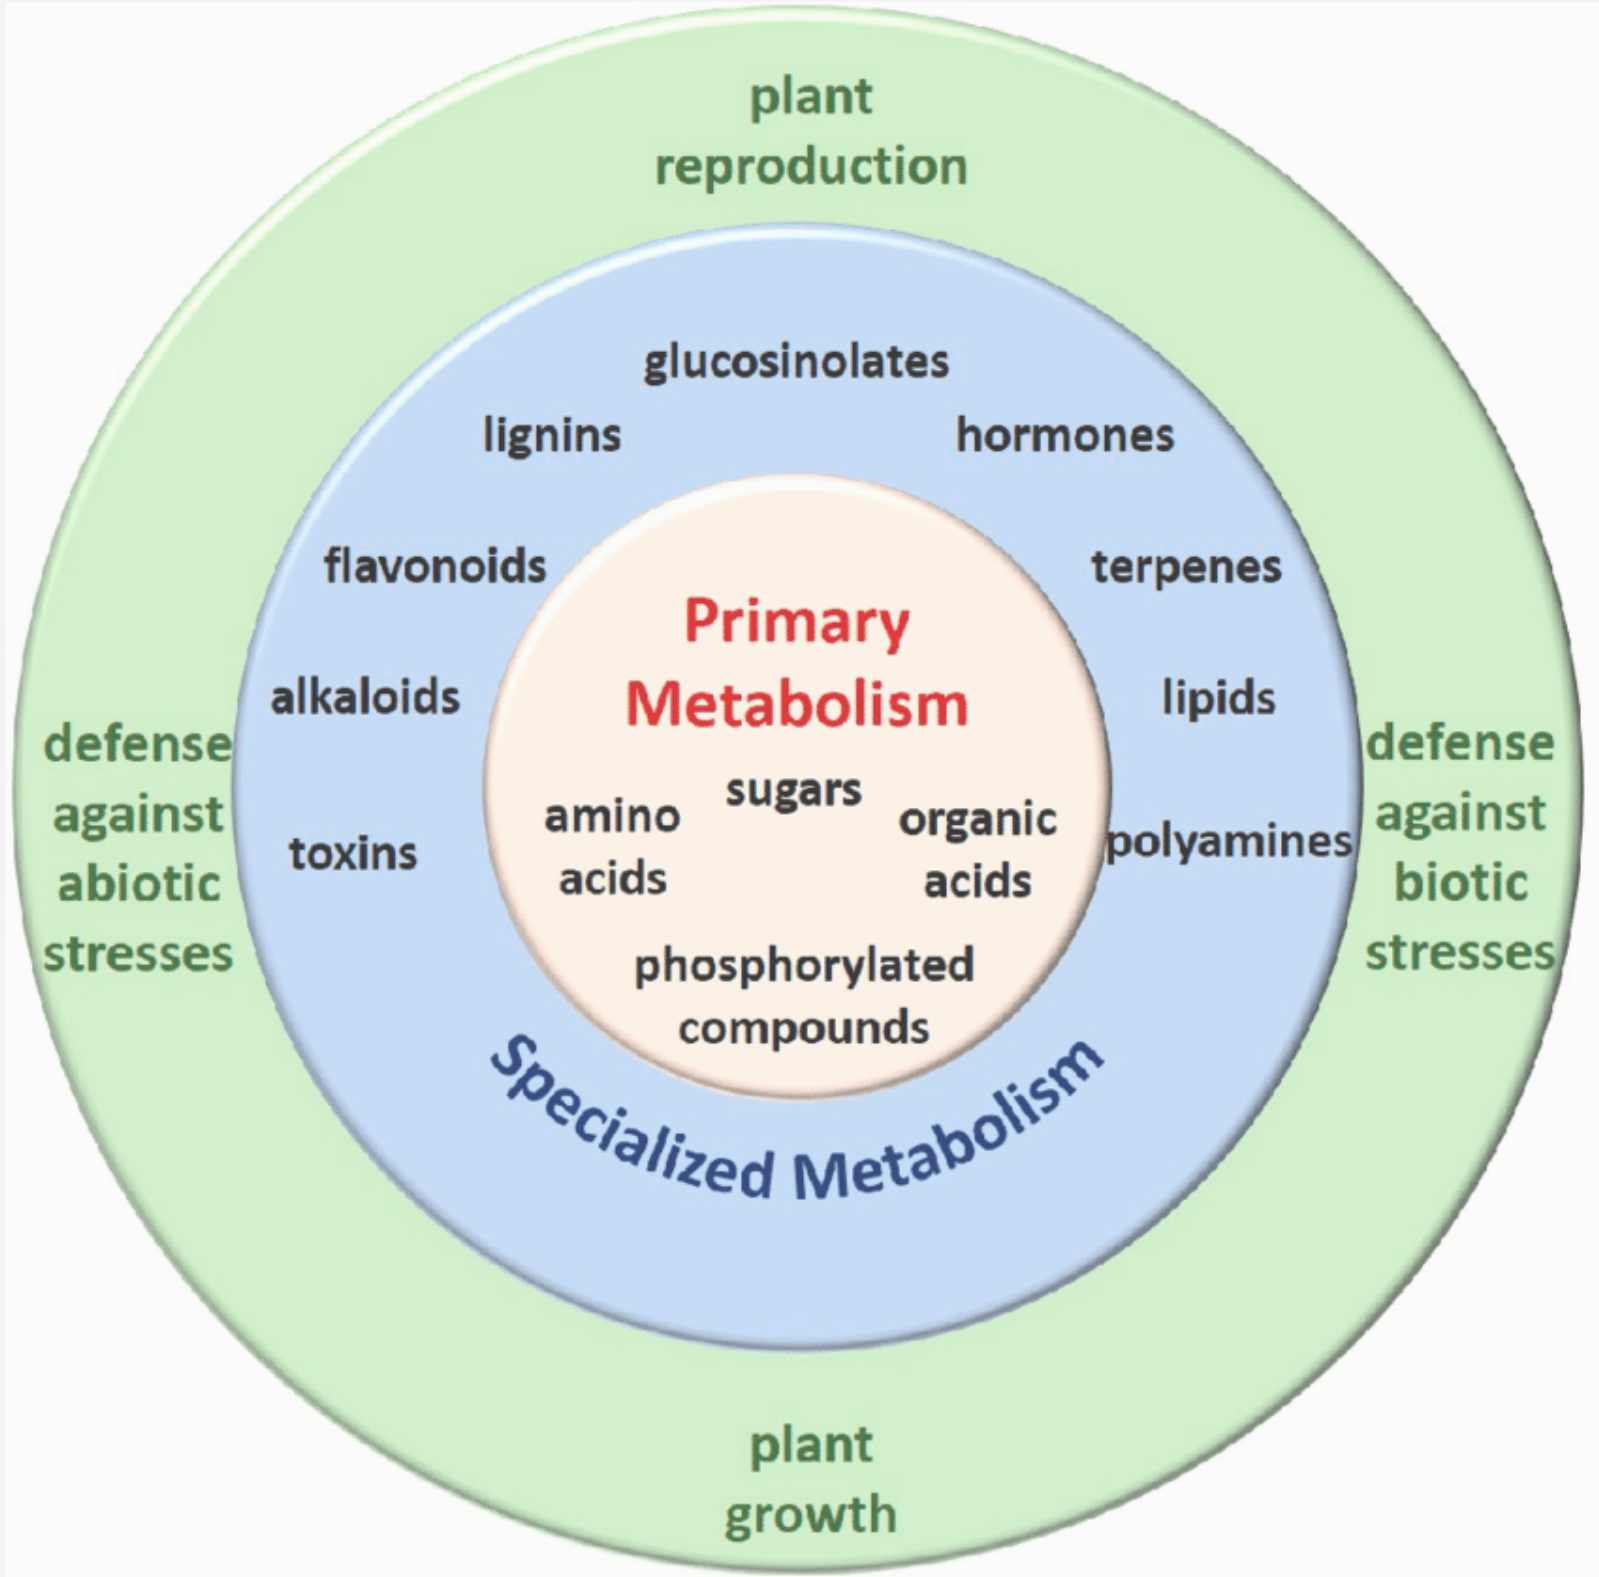 plant
reproduction
glucosinolates
lignins
hormones
flavonoids
terpenes
Primary
Metabolism
alkaloids
lipids
defense
against
abiotic
stresses
defense
against
biotic
stresses
toxins
polyamines
sugars
amino
acids
organic
acids
phosphorylated
compounds
Specialized Metabolism
plant
growth